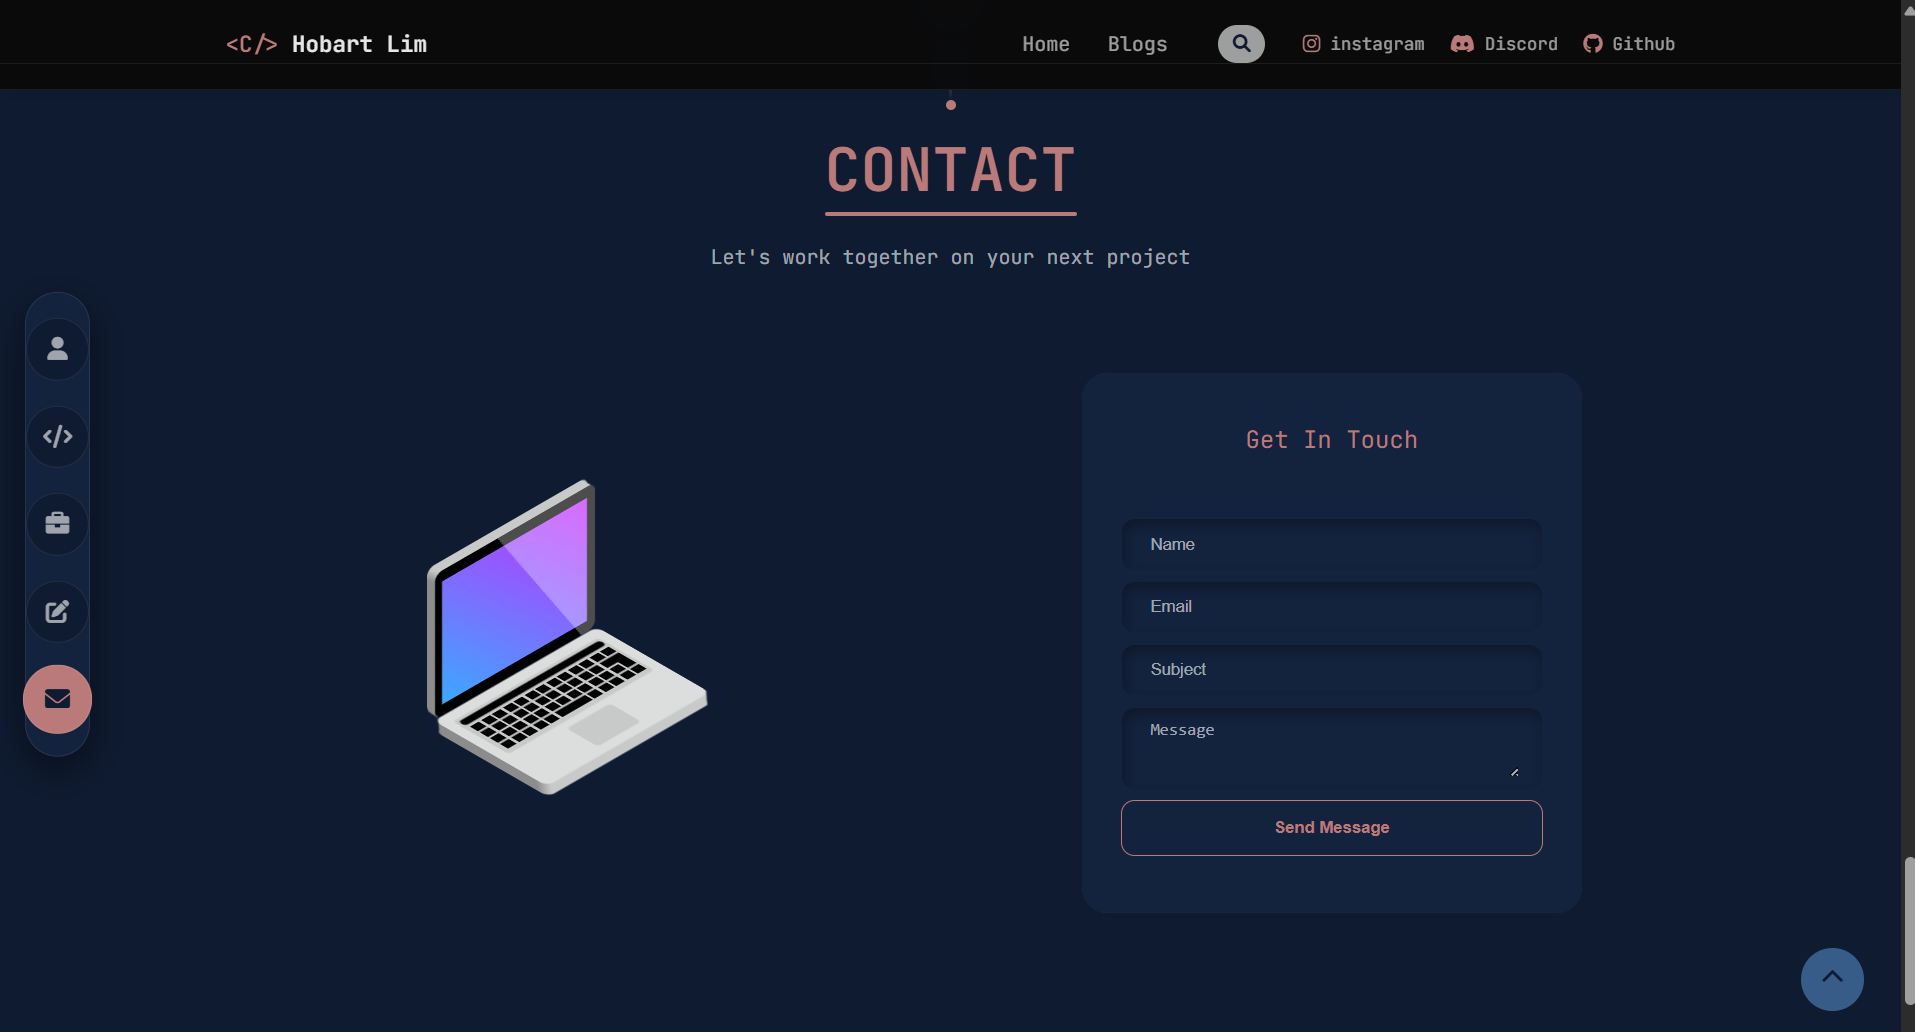 <C/> Hobart Lim
Home
Blogs
instagram
Discord
Github
CONTACT
Let's work together on your next project
Get In Touch
Name
Email
Subject
Message
Send Message